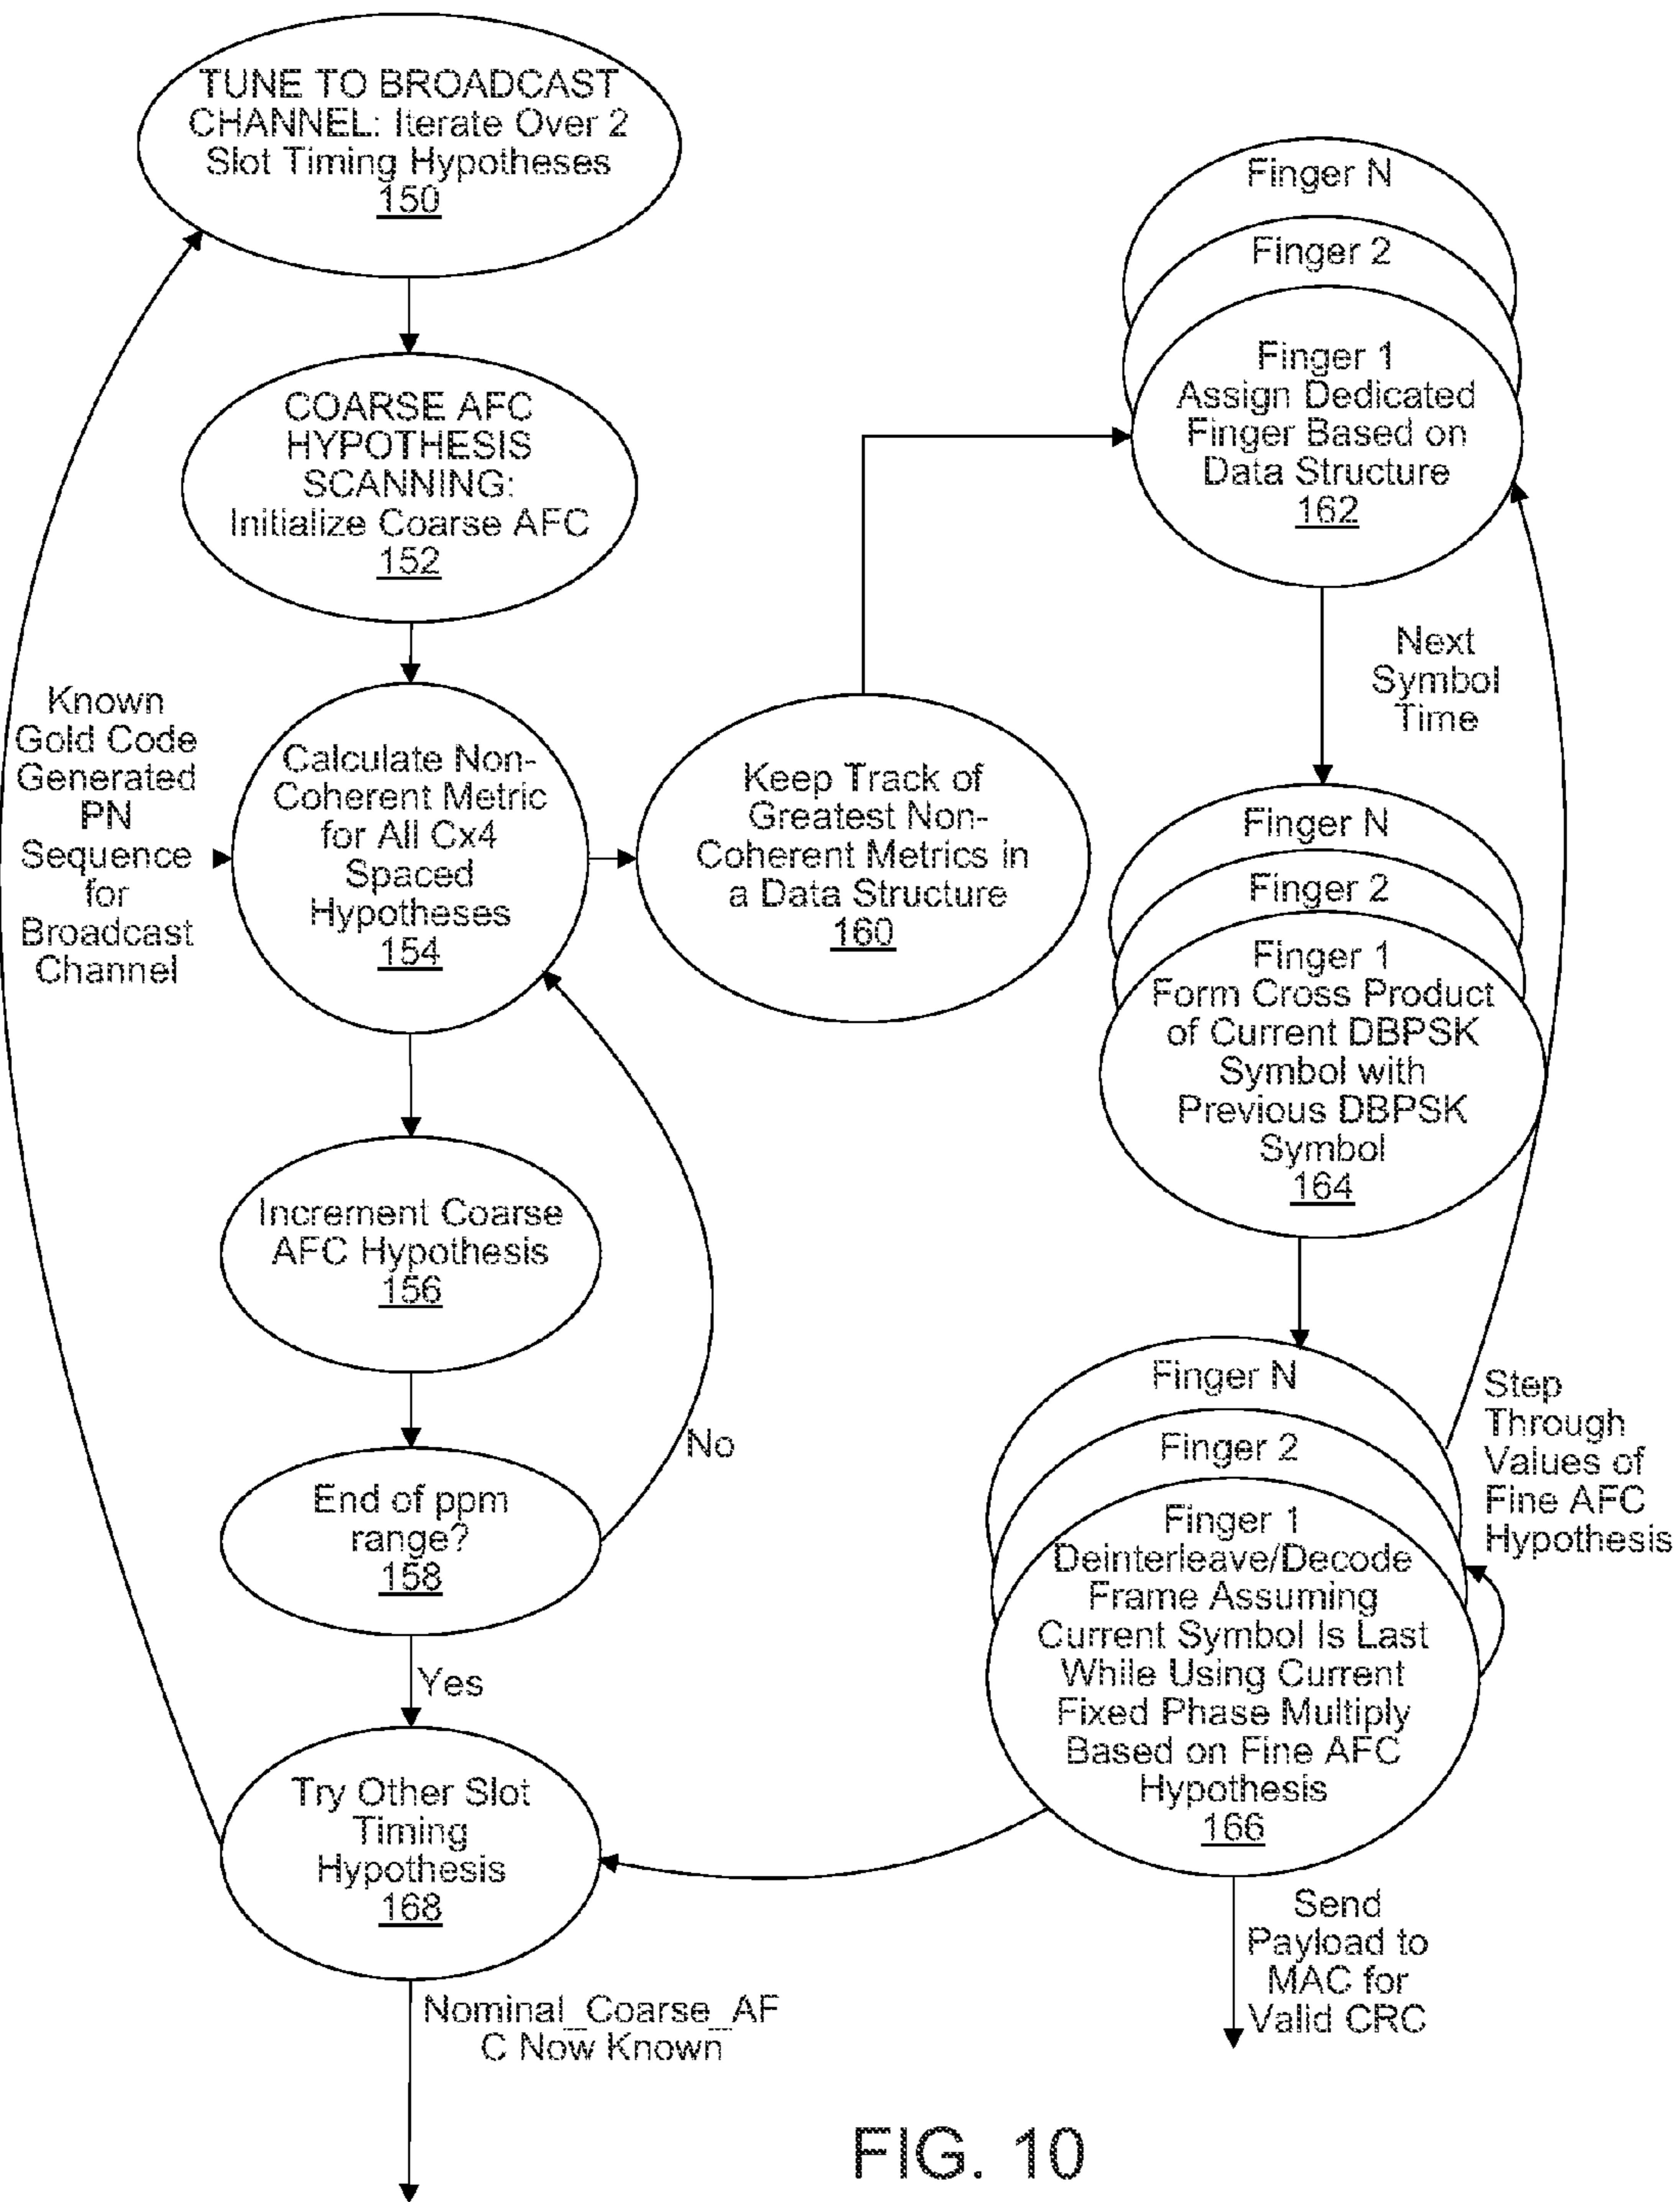 TUNE TO BROADCAST
CHANNEL: Iterate Over 2
Slot Timing Hypotheses
150
COARSE AFC
HYPOTHESIS
SCANNING:
Initialize Coarse AFC
152
Known
Gold Code
Generated
PN
Sequence
for
Broadcast
Channel
Calculate Non-
Coherent Metric
for All Cx4
Spaced
Hypotheses
154
Increment Coarse
AFC Hypothesis
156
End of ppm
range?
158
No
Yes
Try Other Slot
Timing
Hypothesis
168
Nominal_Coarse_AF
C Now Known
Keep Track of
Greatest Non-
Coherent Metrics in
a Data Structure
160
Finger N
Finger 2
Finger 1
Assign Dedicated
Finger Based on
Data Structure
162
Next
Symbol
Time
Finger N
Finger 2
Finger 1
Form Cross Product
of Current DBPSK
Symbol with
Previous DBPSK
Symbol
164
Finger N
Finger 2
Finger 1
Deinterleave/Decode
Frame Assuming
Current Symbol Is Last
While Using Current
Fixed Phase Multiply
Based on Fine AFC
Hypothesis
166
Step
Through
Values of
Fine AFC
Hypothesis
Send
Payload to
MAC for
Valid CRC
FIG. 10